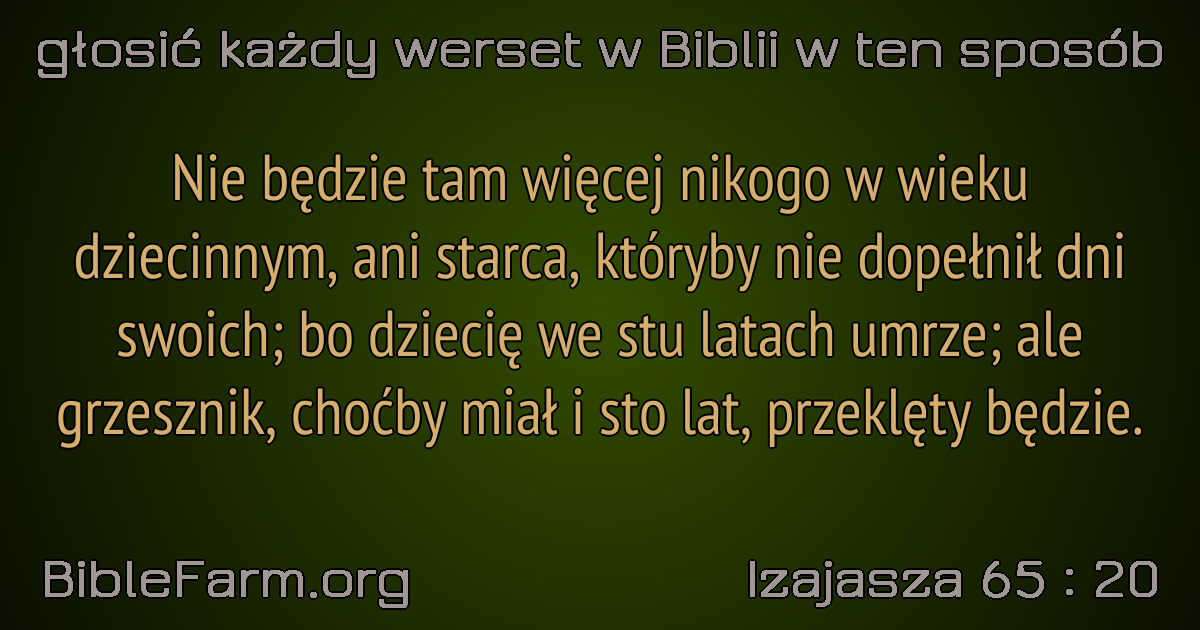 głosić każdy werset w Biblii w ten sposób
Nie będzie tam więcej nikogo w wieku
dziecinnym, ani starca, któryby nie dopełnił dni
swoich; bo dziecię we stu latach umrze; ale
grzesznik, choćby miał i sto lat, przeklęty będzie.
BibleFarm.org
Izajasza 65 : 20